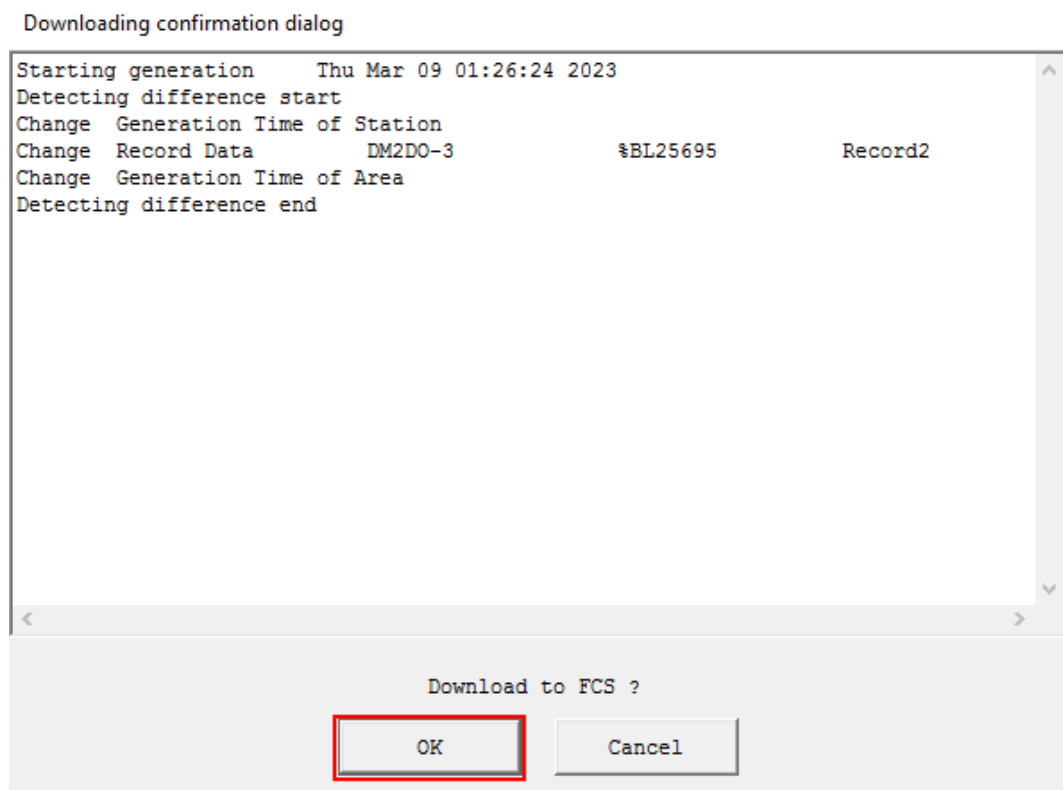 Downloading confirmation dialog
Starting generation Thu Mar 09 01:26:24 2023
Detecting difference start
Change Generation Time of Station
Change Record Data DM2DO-3 %BL25695 Record2
Change Generation Time of Area
Detecting difference end
Download to FCS ?
OK Cancel